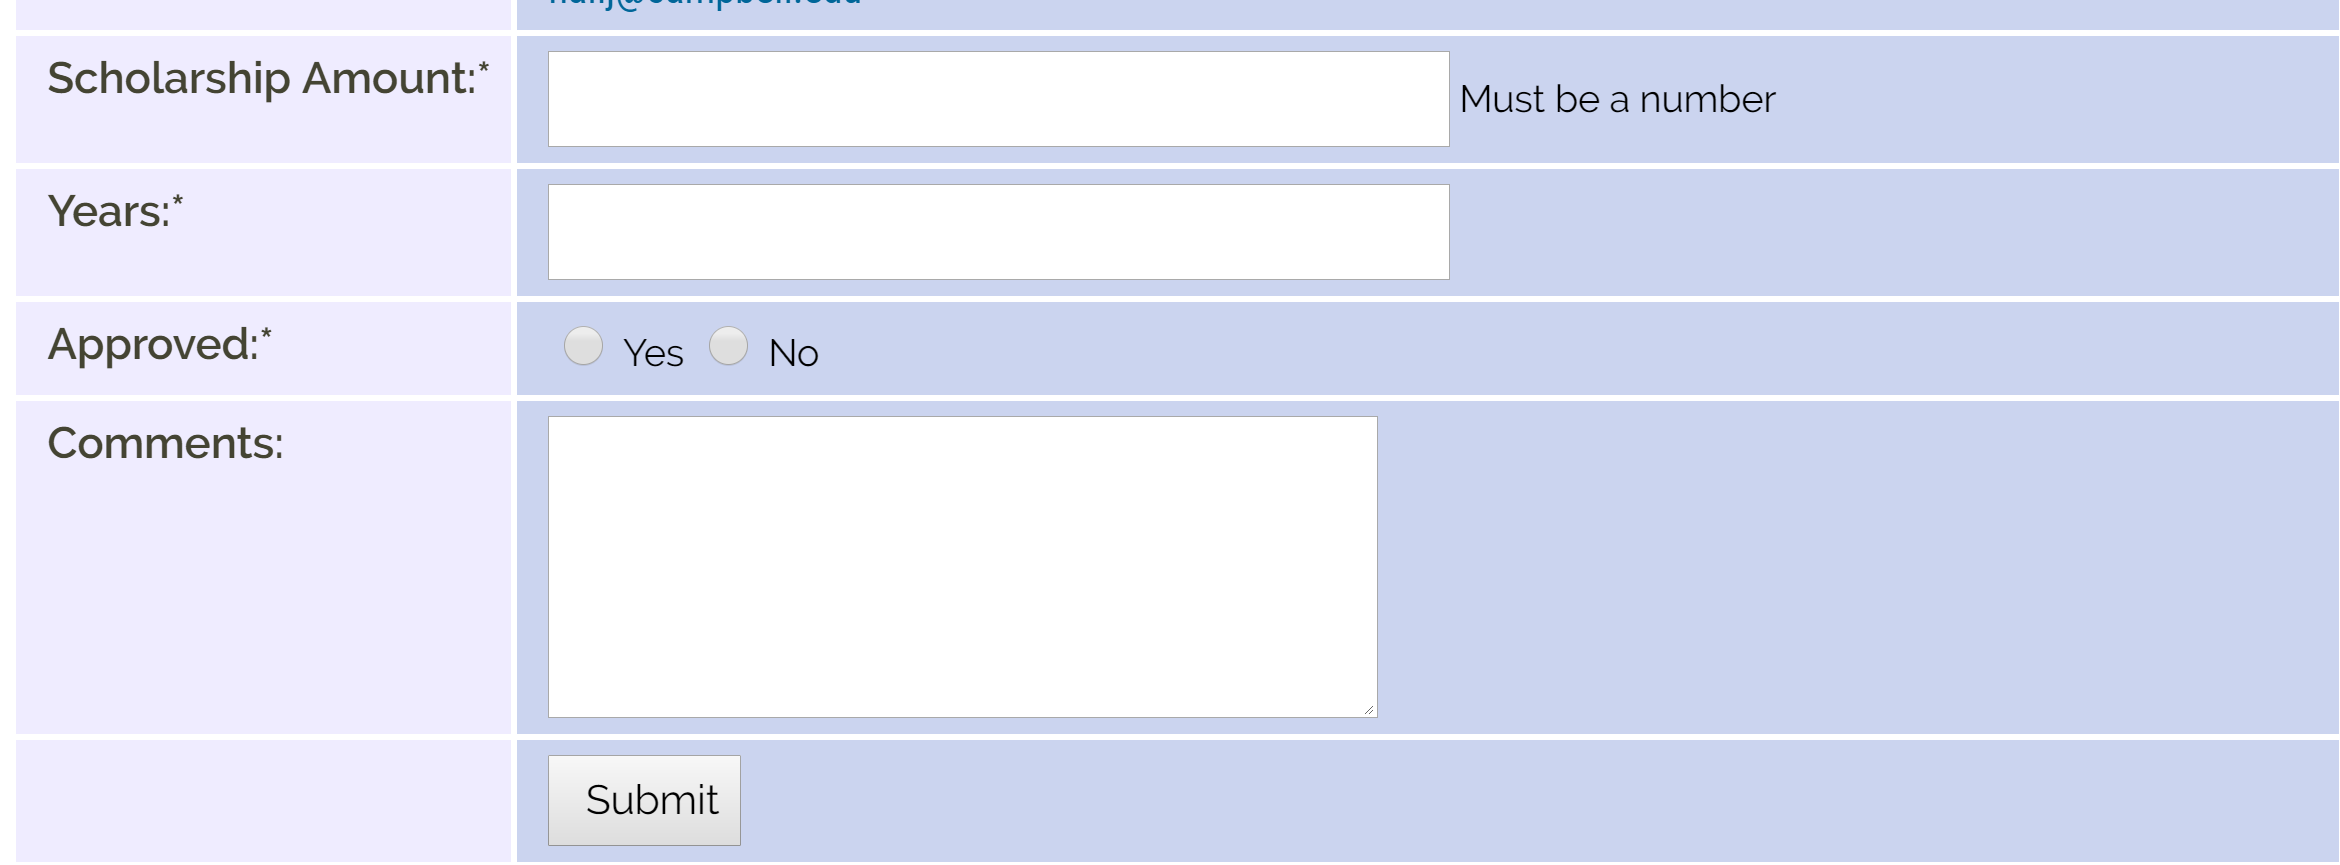 Scholarship Amount:* Must be a number
Years:*
Approved:* Yes No
Comments:
Submit